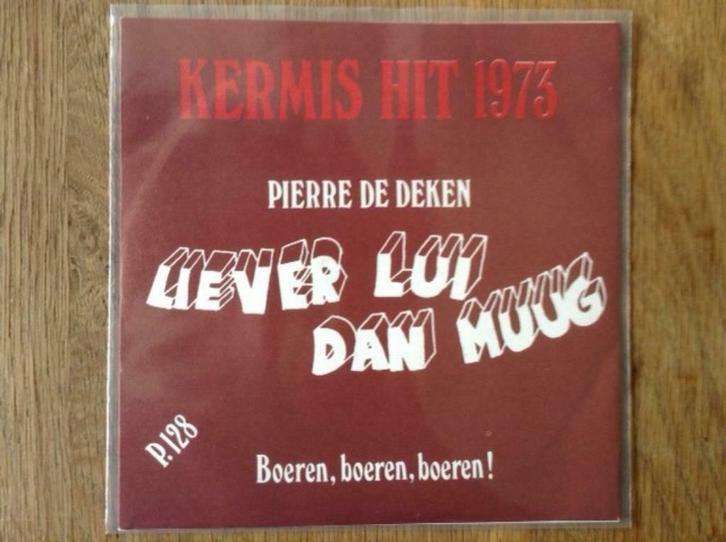 KERMIS HIT 1973
PIERRE DE DEKEN
LIEVER LUI
DAN MUUG
P.128
Boeren, boeren, boeren!